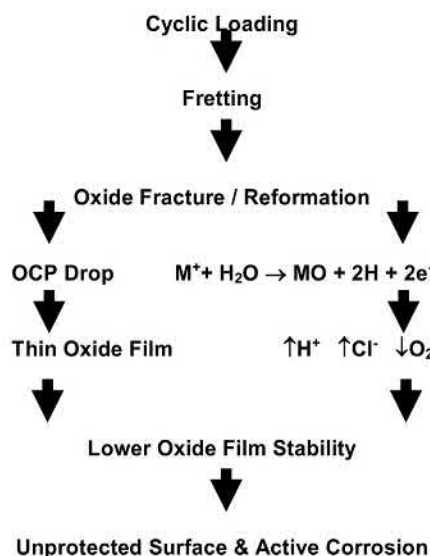 Cyclic Loading
Fretting
Oxide Fracture / Reformation
OCP Drop M⁺+ H₂O → MO + 2H + 2e⁻
Thin Oxide Film ↑H⁺ ↑Cl⁻ ↓O₂
Lower Oxide Film Stability
Unprotected Surface & Active Corrosion